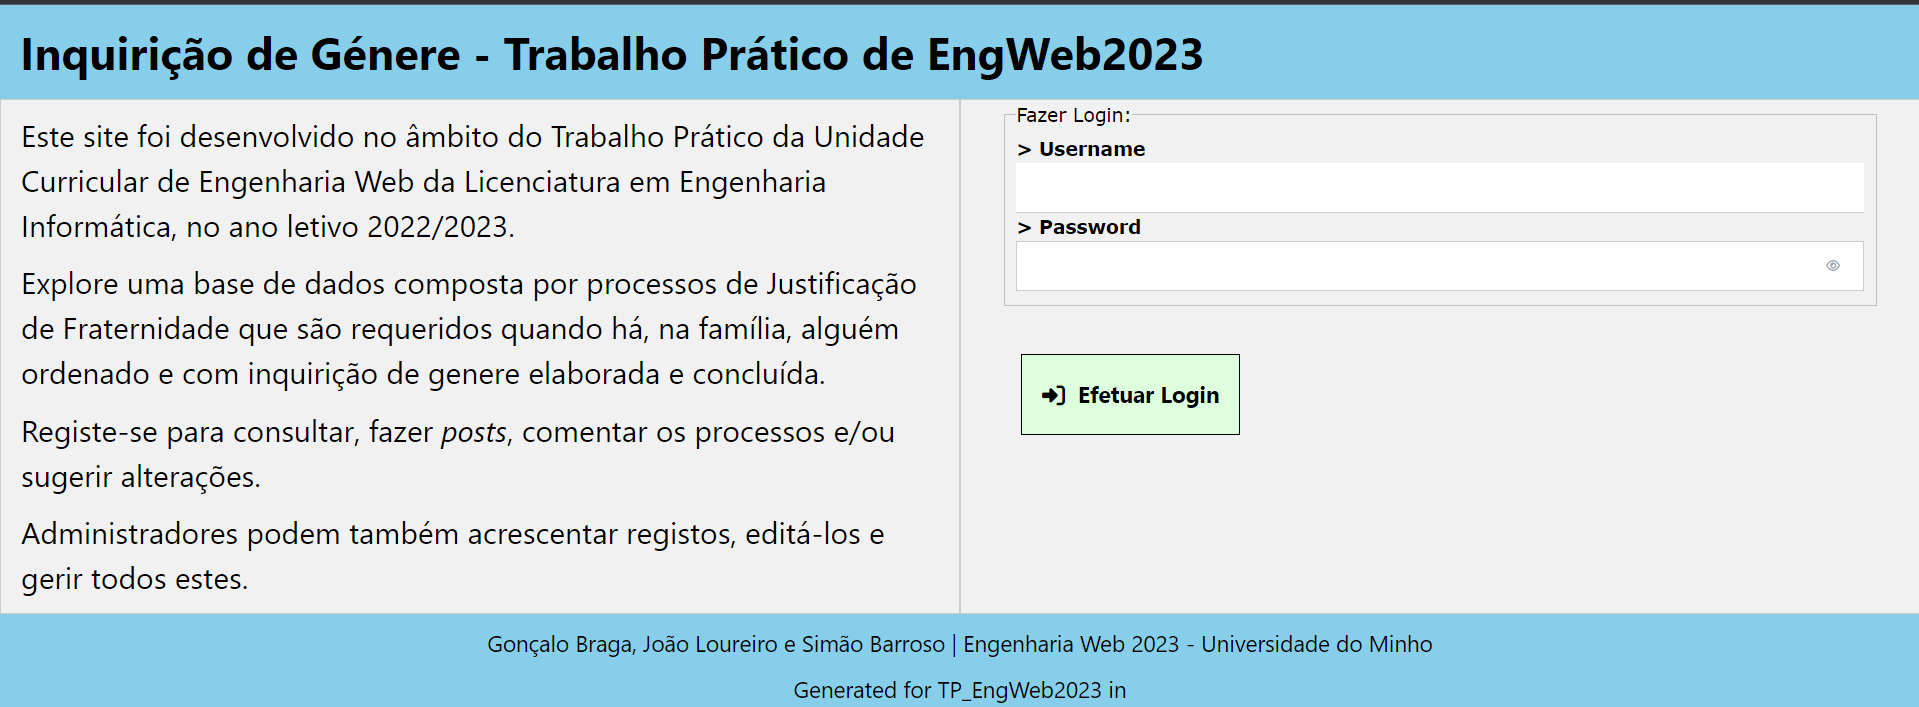 Inquirição de Génere - Trabalho Prático de EngWeb2023
Este site foi desenvolvido no âmbito do Trabalho Prático da Unidade
Curricular de Engenharia Web da Licenciatura em Engenharia
Informática, no ano letivo 2022/2023.
Explore uma base de dados composta por processos de Justificação
de Fraternidade que são requeridos quando há, na família, alguém
ordenado e com inquirição de genere elaborada e concluída.
Registe-se para consultar, fazer posts, comentar os processos e/ou
sugerir alterações.
Administradores podem também acrescentar registos, editá-los e
gerir todos estes.
Fazer Login:
> Username
> Password
Efetuar Login
Gonçalo Braga, João Loureiro e Simão Barroso | Engenharia Web 2023 - Universidade do Minho
Generated for TP_EngWeb2023 in